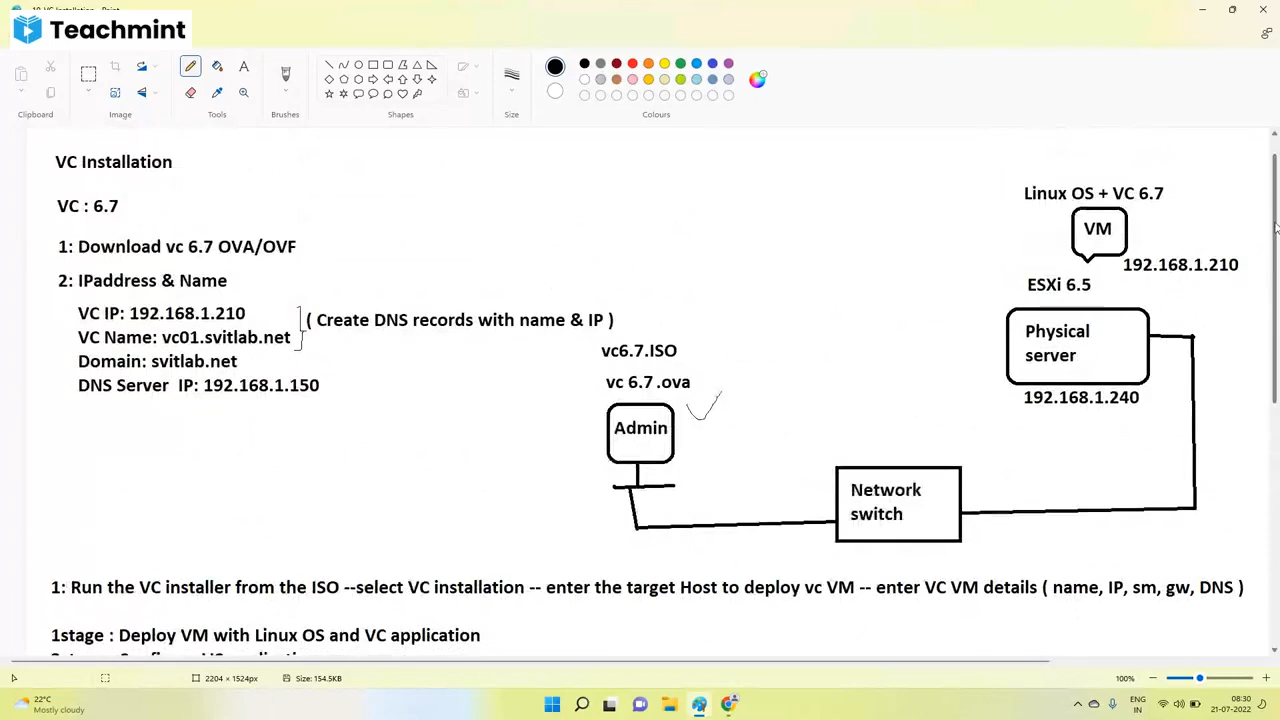 Teachmint
Clipboard
Image
Tools
Brushes
Shapes
Size
Colours
VC Installation
VC : 6.7
1: Download vc 6.7 OVA/OVF
2: IPaddress & Name
VC IP: 192.168.1.210
VC Name: vc01.svitlab.net
( Create DNS records with name & IP )
Domain: svitlab.net
DNS Server IP: 192.168.1.150
vc6.7.ISO
vc 6.7 .ova
Admin
Network
switch
Linux OS + VC 6.7
VM
192.168.1.210
ESXi 6.5
Physical
server
192.168.1.240
1: Run the VC installer from the ISO --select VC installation -- enter the target Host to deploy vc VM -- enter VC VM details ( name, IP, sm, gw, DNS )
1stage : Deploy VM with Linux OS and VC application
2204 × 1524px
Size: 154.5KB
100%
22°C
Mostly cloudy
ENG
IN
08:30
21-07-2022